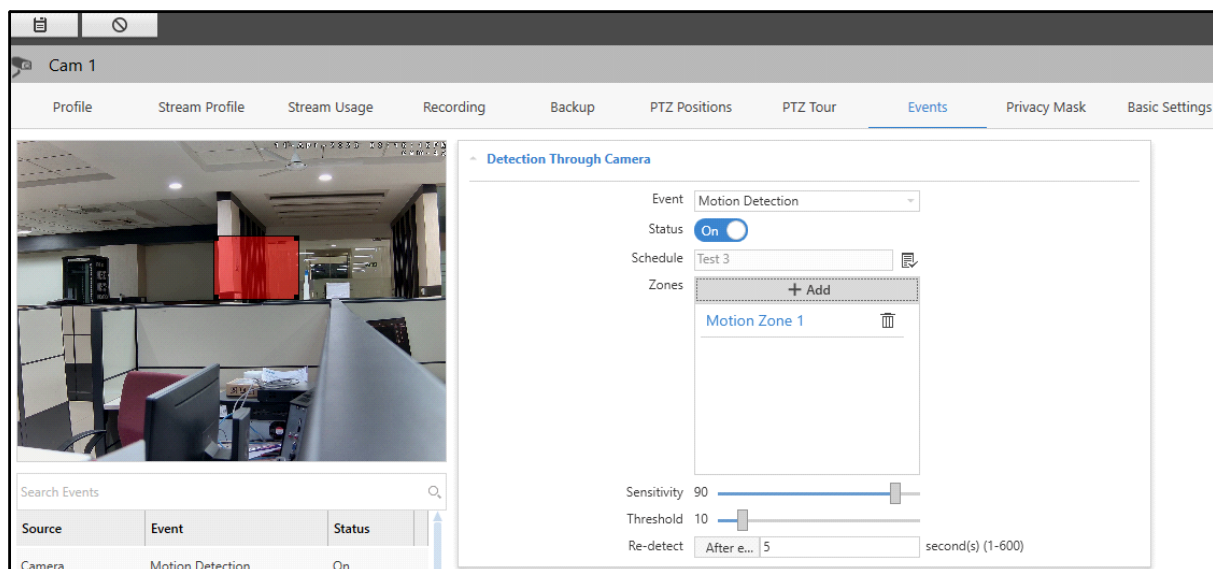 Cam 1
Profile Stream Profile Stream Usage Recording Backup PTZ Positions PTZ Tour Events Privacy Mask Basic Settings
Detection Through Camera
Event Motion Detection
Status On
Schedule Test 3
Zones + Add
Motion Zone 1
Sensitivity 90
Threshold 10
Re-detect After e... 5 second(s) (1-600)
Search Events
Source Event Status
Camera Motion Detection On